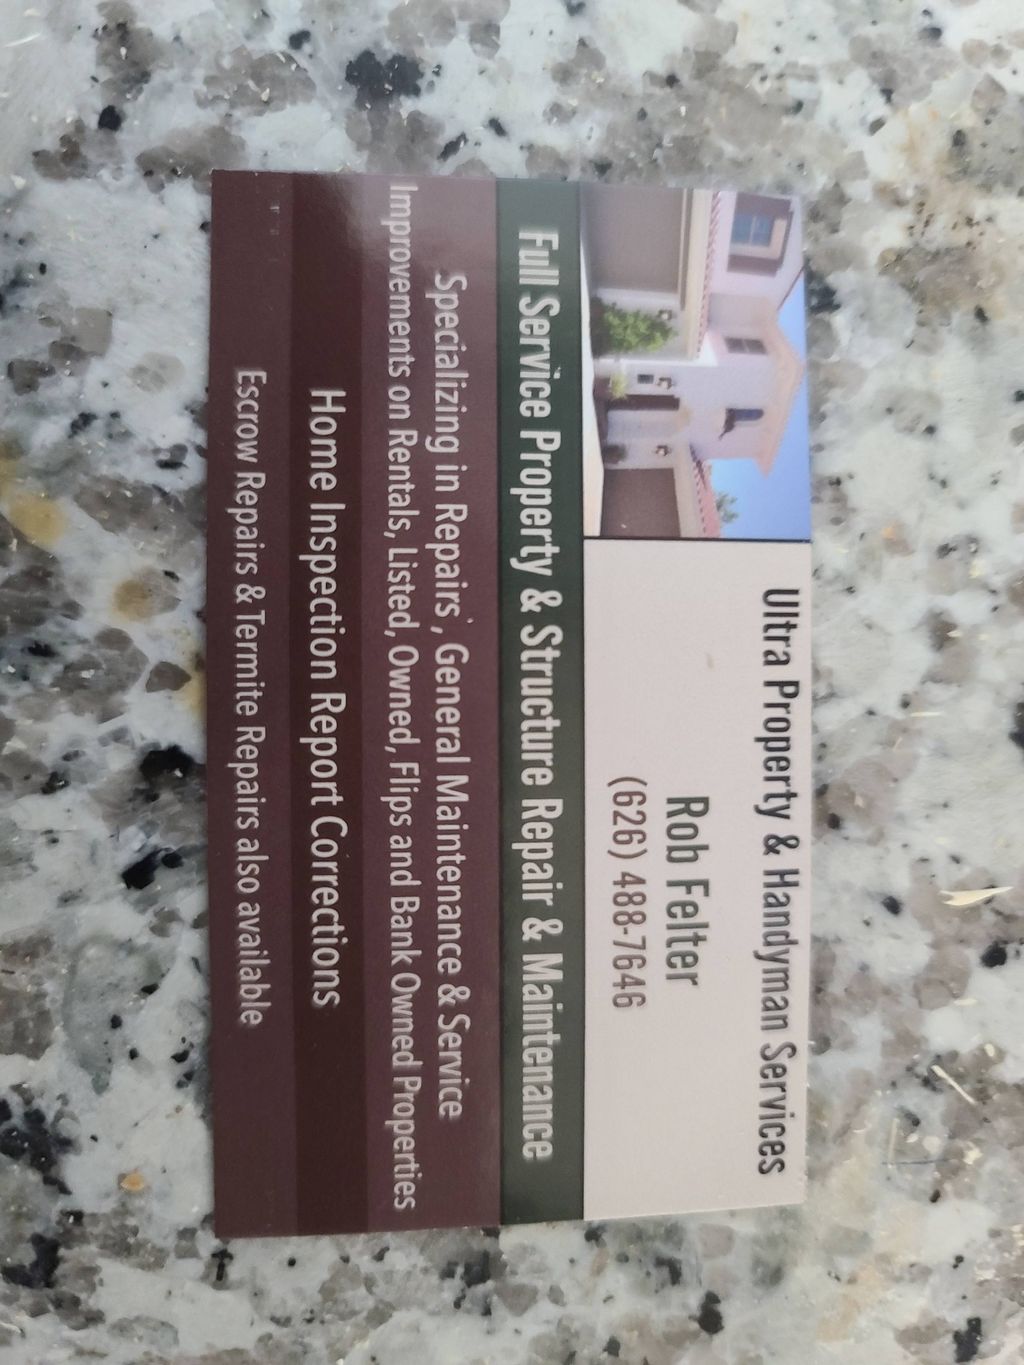 Ultra Property & Handyman Services
Rob Felter
(626) 488-7646
Full Service Property & Structure Repair & Maintenance
Specializing in Repairs', General Maintenance & Service
Improvements on Rentals, Listed, Owned, Flips and Bank Owned Properties
Home Inspection Report Corrections
Escrow Repairs & Termite Repairs also available